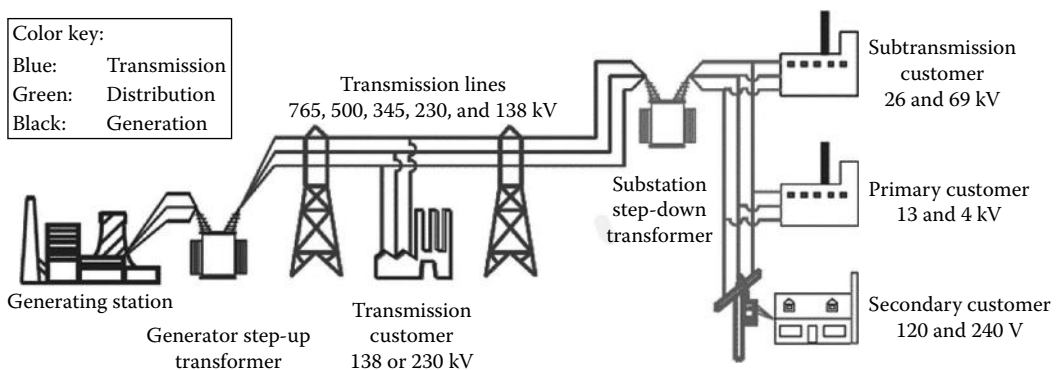 Color key:
Blue: Transmission
Green: Distribution
Black: Generation
Transmission lines
765, 500, 345, 230, and 138 kV
Subtransmission
customer
26 and 69 kV
Substation
step-down
transformer
Primary customer
13 and 4 kV
Generating station
Generator step-up
transformer
Transmission
customer
138 or 230 kV
Secondary customer
120 and 240 V